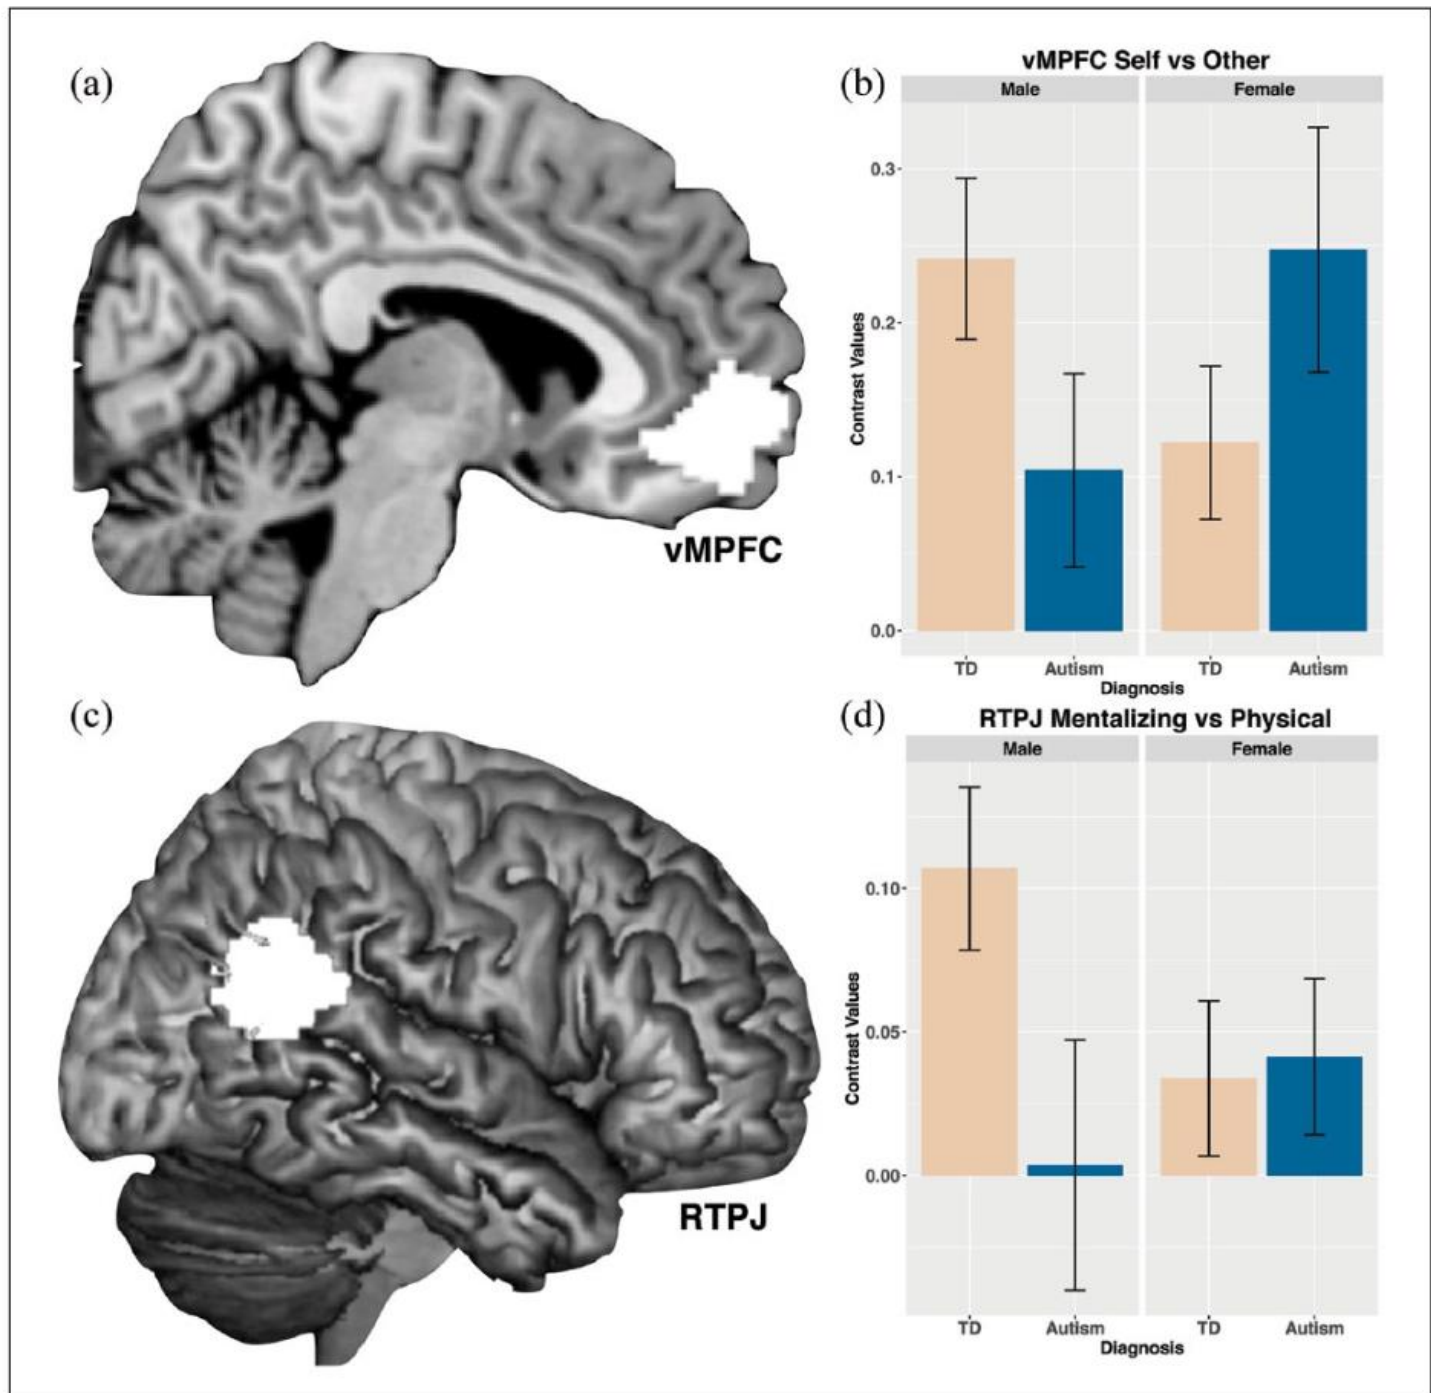 (a)
vMPFC
(b)
vMPFC Self vs Other
Male
Female
Contrast Values
0.3
0.2
0.1
0.0
TD
Autism
TD
Autism
Diagnosis
(c)
RTPJ
(d)
RTPJ Mentalizing vs Physical
Male
Female
Contrast Values
0.10
0.05
0.00
TD
Autism
TD
Autism
Diagnosis